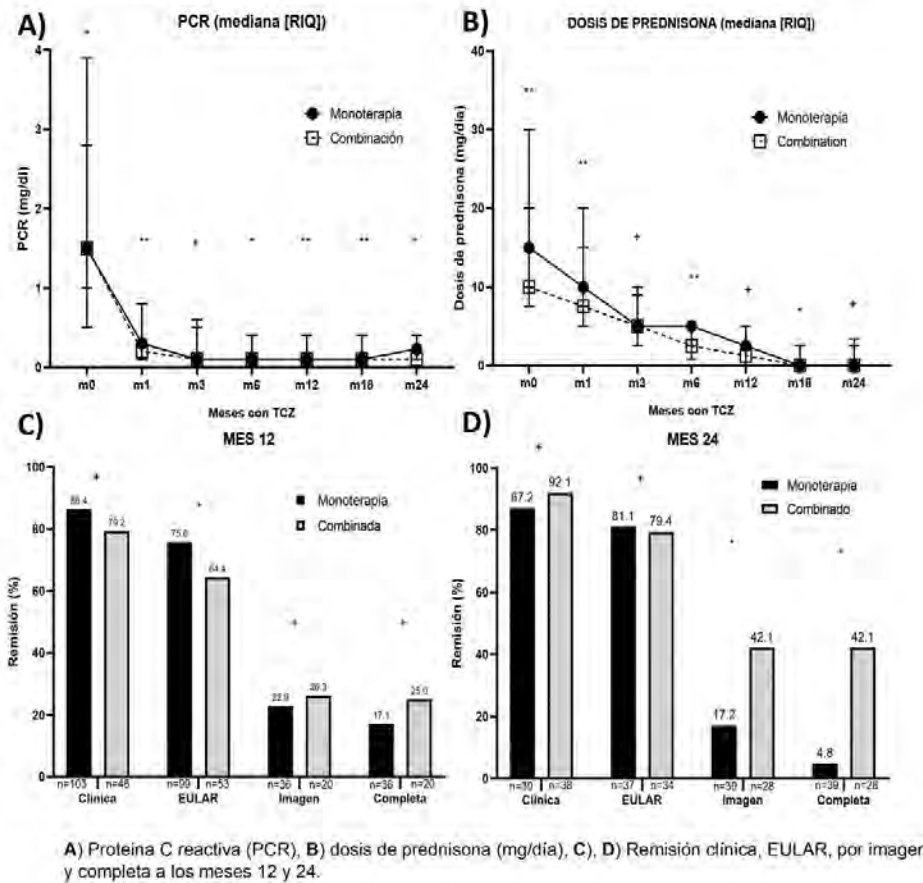 A)
PCR (mediana [RIQ])
4
3
2
1
0
PCR (mg/dl)
Monoterapia
Combinación
m0 m1 m3 m6 m12 m18 m24
Meses con TCZ
B)
DOSIS DE PREDNISONA (mediana [RIQ])
40
30
20
10
0
Dosis de prednisona (mg/día)
Monoterapia
Combination
m0 m1 m3 m6 m12 m18 m24
Meses con TCZ
C)
MES 12
100
80
60
40
20
0
Remisión (%)
Monoterapia
Combinada
79.2
64.4
22.9
26.3
17.1
25.0
n=103 n=48 n=99 n=53 n=36 n=20 n=36 n=20
Clínica EULAR Imagen Completa
D)
MES 24
100
80
60
40
20
0
Remisión (%)
Monoterapia
Combinado
87.2
92.1
81.1
79.4
17.2
42.1
4.8
42.1
n=38 n=37 n=34 n=39 n=28 n=39 n=28
Clínica EULAR Imagen Completa
A) Proteina C reactiva (PCR), B) dosis de prednisona (mg/día), C), D) Remisión clínica, EULAR, por imagen
y completa a los meses 12 y 24.